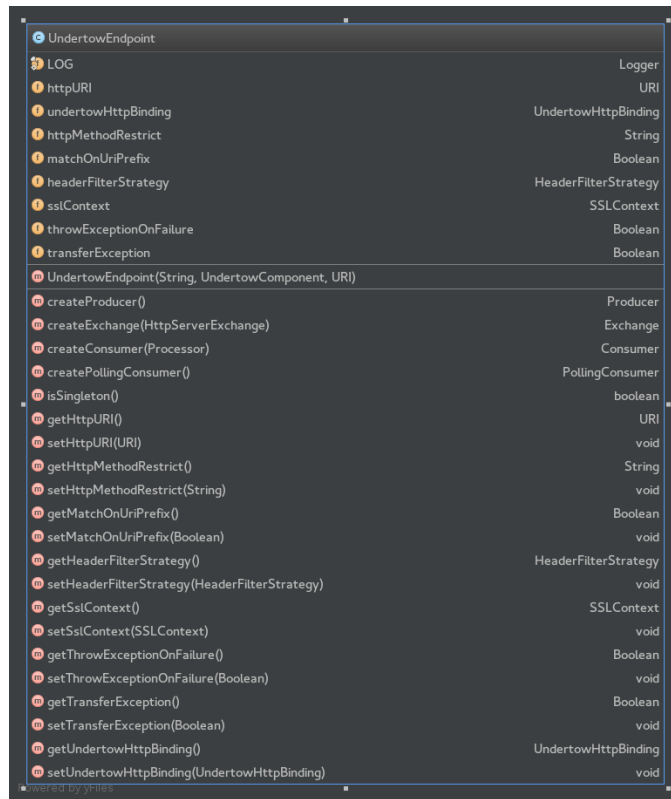 UndertowEndpoint
LOG Logger
httpURI URI
undertowHttpBinding UndertowHttpBinding
httpMethodRestrict String
matchOnUriPrefix Boolean
headerFilterStrategy HeaderFilterStrategy
sslContext SSLContext
throwExceptionOnFailure Boolean
transferException Boolean
UndertowEndpoint(String, UndertowComponent, URI)
createProducer() Producer
createExchange(HttpServerExchange) Exchange
createConsumer(Processor) Consumer
createPollingConsumer() PollingConsumer
isSingleton() boolean
getHttpURI() URI
setHttpURI(URI) void
getHttpMethodRestrict() String
setHttpMethodRestrict(String) void
getMatchOnUriPrefix() Boolean
setMatchOnUriPrefix(Boolean) void
getHeaderFilterStrategy() HeaderFilterStrategy
setHeaderFilterStrategy(HeaderFilterStrategy) void
getSslContext() SSLContext
setSslContext(SSLContext) void
getThrowExceptionOnFailure() Boolean
setThrowExceptionOnFailure(Boolean) void
getTransferException() Boolean
setTransferException(Boolean) void
getUndertowHttpBinding() UndertowHttpBinding
setUndertowHttpBinding(UndertowHttpBinding) void
Powered by yFiles